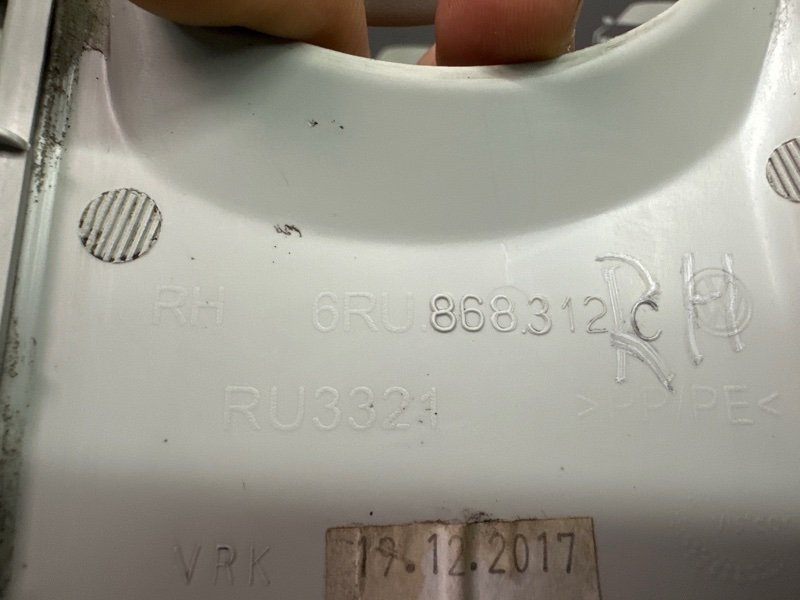 RH 6RU.868.312.C RH
RU3321 >PP/PE<
VRK 19.12.2017